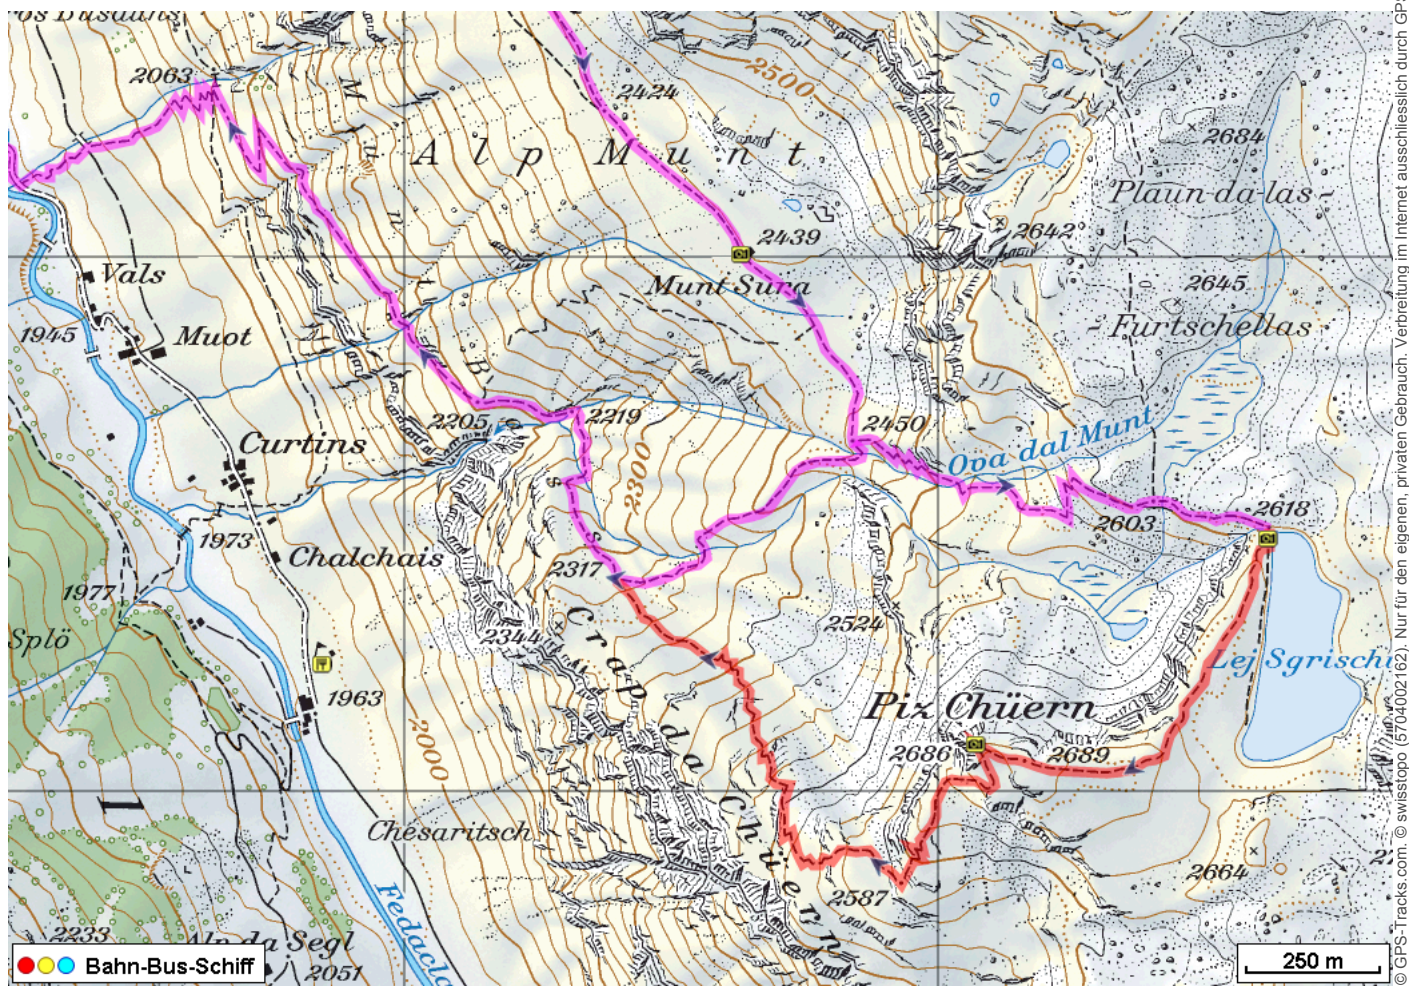 2063
2424
2500
2684
Alp Munt
Plaun da las -
2439
2642
Vals
Munt Sura
2645
1945
Muot
- Furtschellas
2205
2219
2450
Curtins
Ova dal Munt
2300
2618
2603
1973
Chalchais
2317
1977
2524
Splö
2344
Lej Sgrischu
Crap da Chüern
Piz Chüern
1963
2686
2689
2000
1
Chesaritsch
2664
2587
Fedacla
2233
Alp da Segl
2051
Bahn-Bus-Schiff
250 m
© GPS-Tracks.com. © swisstopo (5704002162). Nur für den eigenen, privaten Gebrauch. Verbreitung im Internet ausschliesslich durch GPS